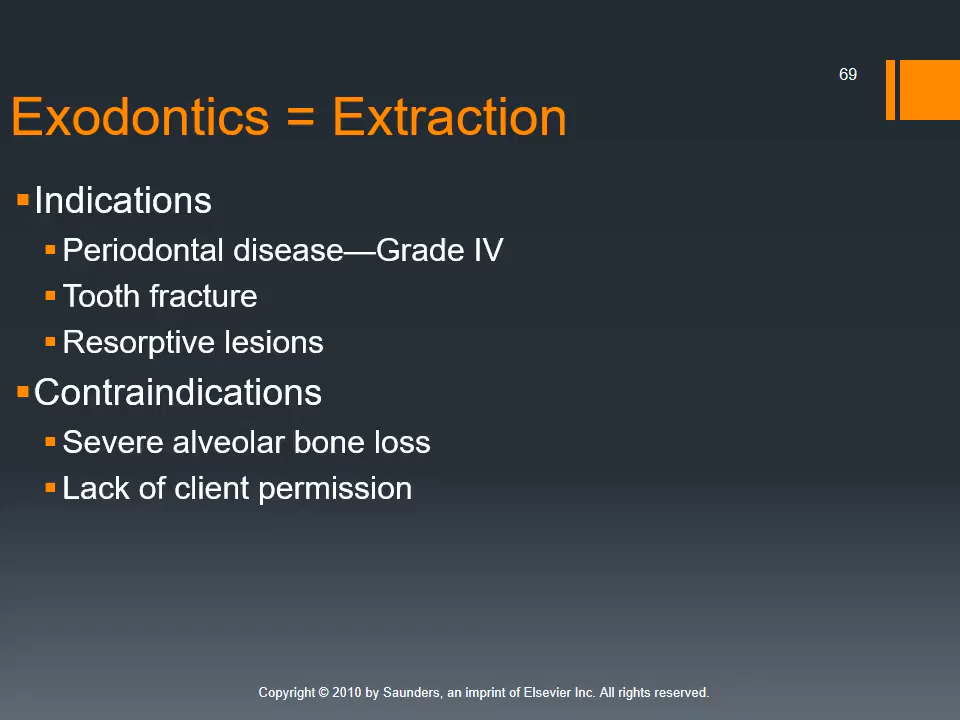 69
Exodontics = Extraction
▪Indications
▪Periodontal disease—Grade IV
▪Tooth fracture
▪Resorptive lesions
▪Contraindications
▪Severe alveolar bone loss
▪Lack of client permission
Copyright © 2010 by Saunders, an imprint of Elsevier Inc. All rights reserved.